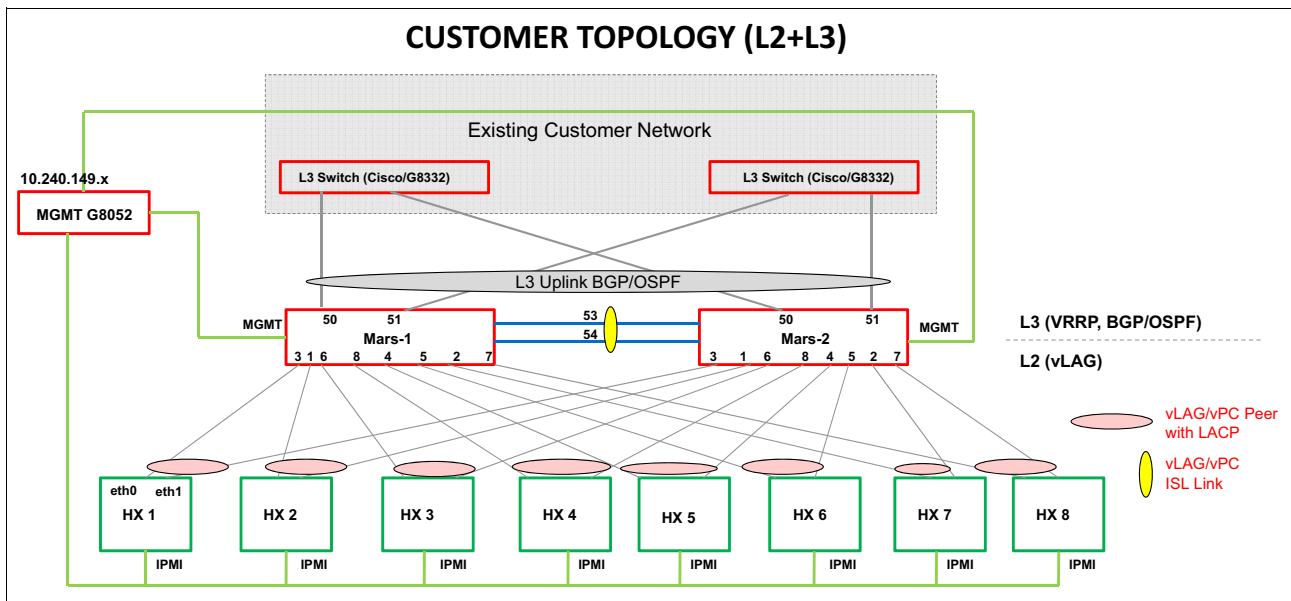 CUSTOMER TOPOLOGY (L2+L3)
Existing Customer Network
10.240.149.x
MGMT G8052
L3 Switch (Cisco/G8332)
L3 Switch (Cisco/G8332)
L3 Uplink BGP/OSPF
MGMT
50
51
Mars-1
3 1 6 8 4 5 2 7
53
54
50
51
Mars-2
3 1 6 8 4 5 2 7
MGMT
L3 (VRRP, BGP/OSPF)
L2 (vLAG)
vLAG/vPC Peer
with LACP
vLAG/vPC
ISL Link
eth0
eth1
HX 1
HX 2
HX 3
HX 4
HX 5
HX 6
HX 7
HX 8
IPMI
IPMI
IPMI
IPMI
IPMI
IPMI
IPMI
IPMI